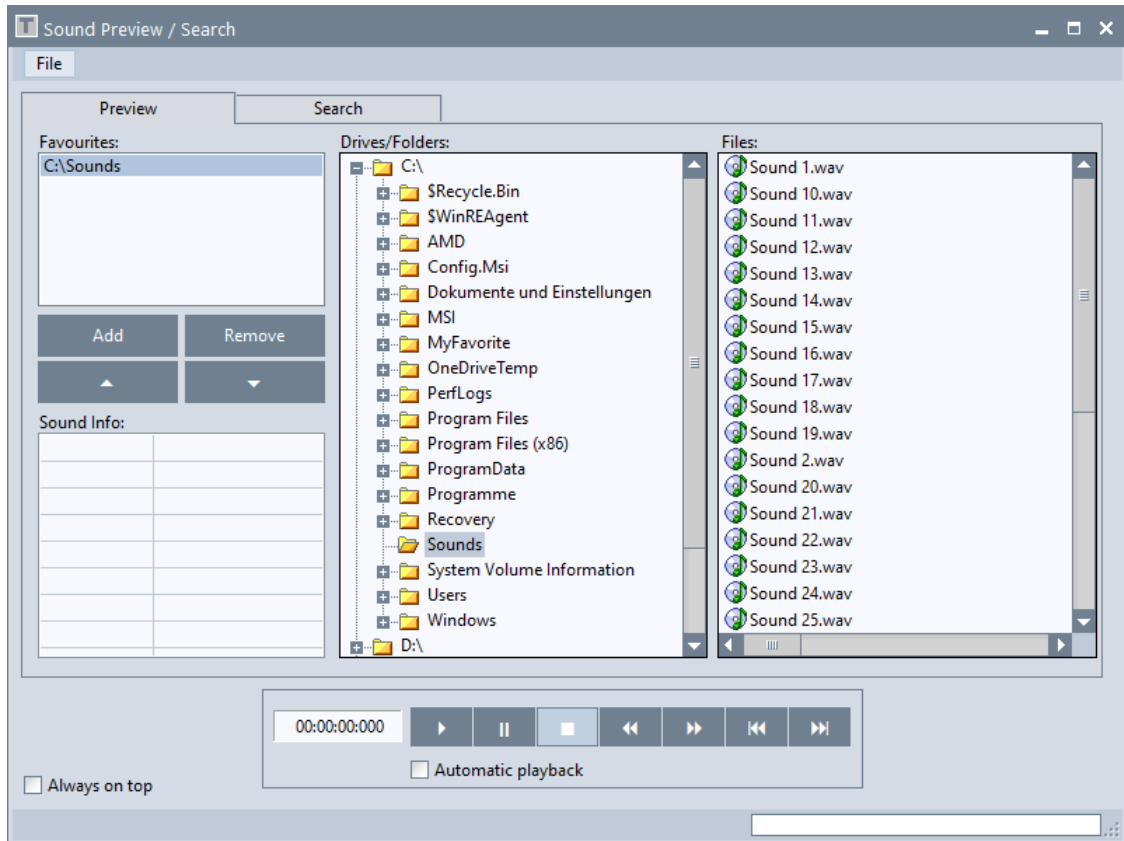 Sound Preview / Search
File
Preview
Search
Favourites:
C:\Sounds
Add
Remove
Sound Info:
Drives/Folders:
C:\
$Recycle.Bin
$WinREAgent
AMD
Config.Msi
Dokumente und Einstellungen
MSI
MyFavorite
OneDriveTemp
PerfLogs
Program Files
Program Files (x86)
ProgramData
Programme
Recovery
Sounds
System Volume Information
Users
Windows
D:\
Files:
Sound 1.wav
Sound 10.wav
Sound 11.wav
Sound 12.wav
Sound 13.wav
Sound 14.wav
Sound 15.wav
Sound 16.wav
Sound 17.wav
Sound 18.wav
Sound 19.wav
Sound 2.wav
Sound 20.wav
Sound 21.wav
Sound 22.wav
Sound 23.wav
Sound 24.wav
Sound 25.wav
00:00:00:000
Automatic playback
Always on top